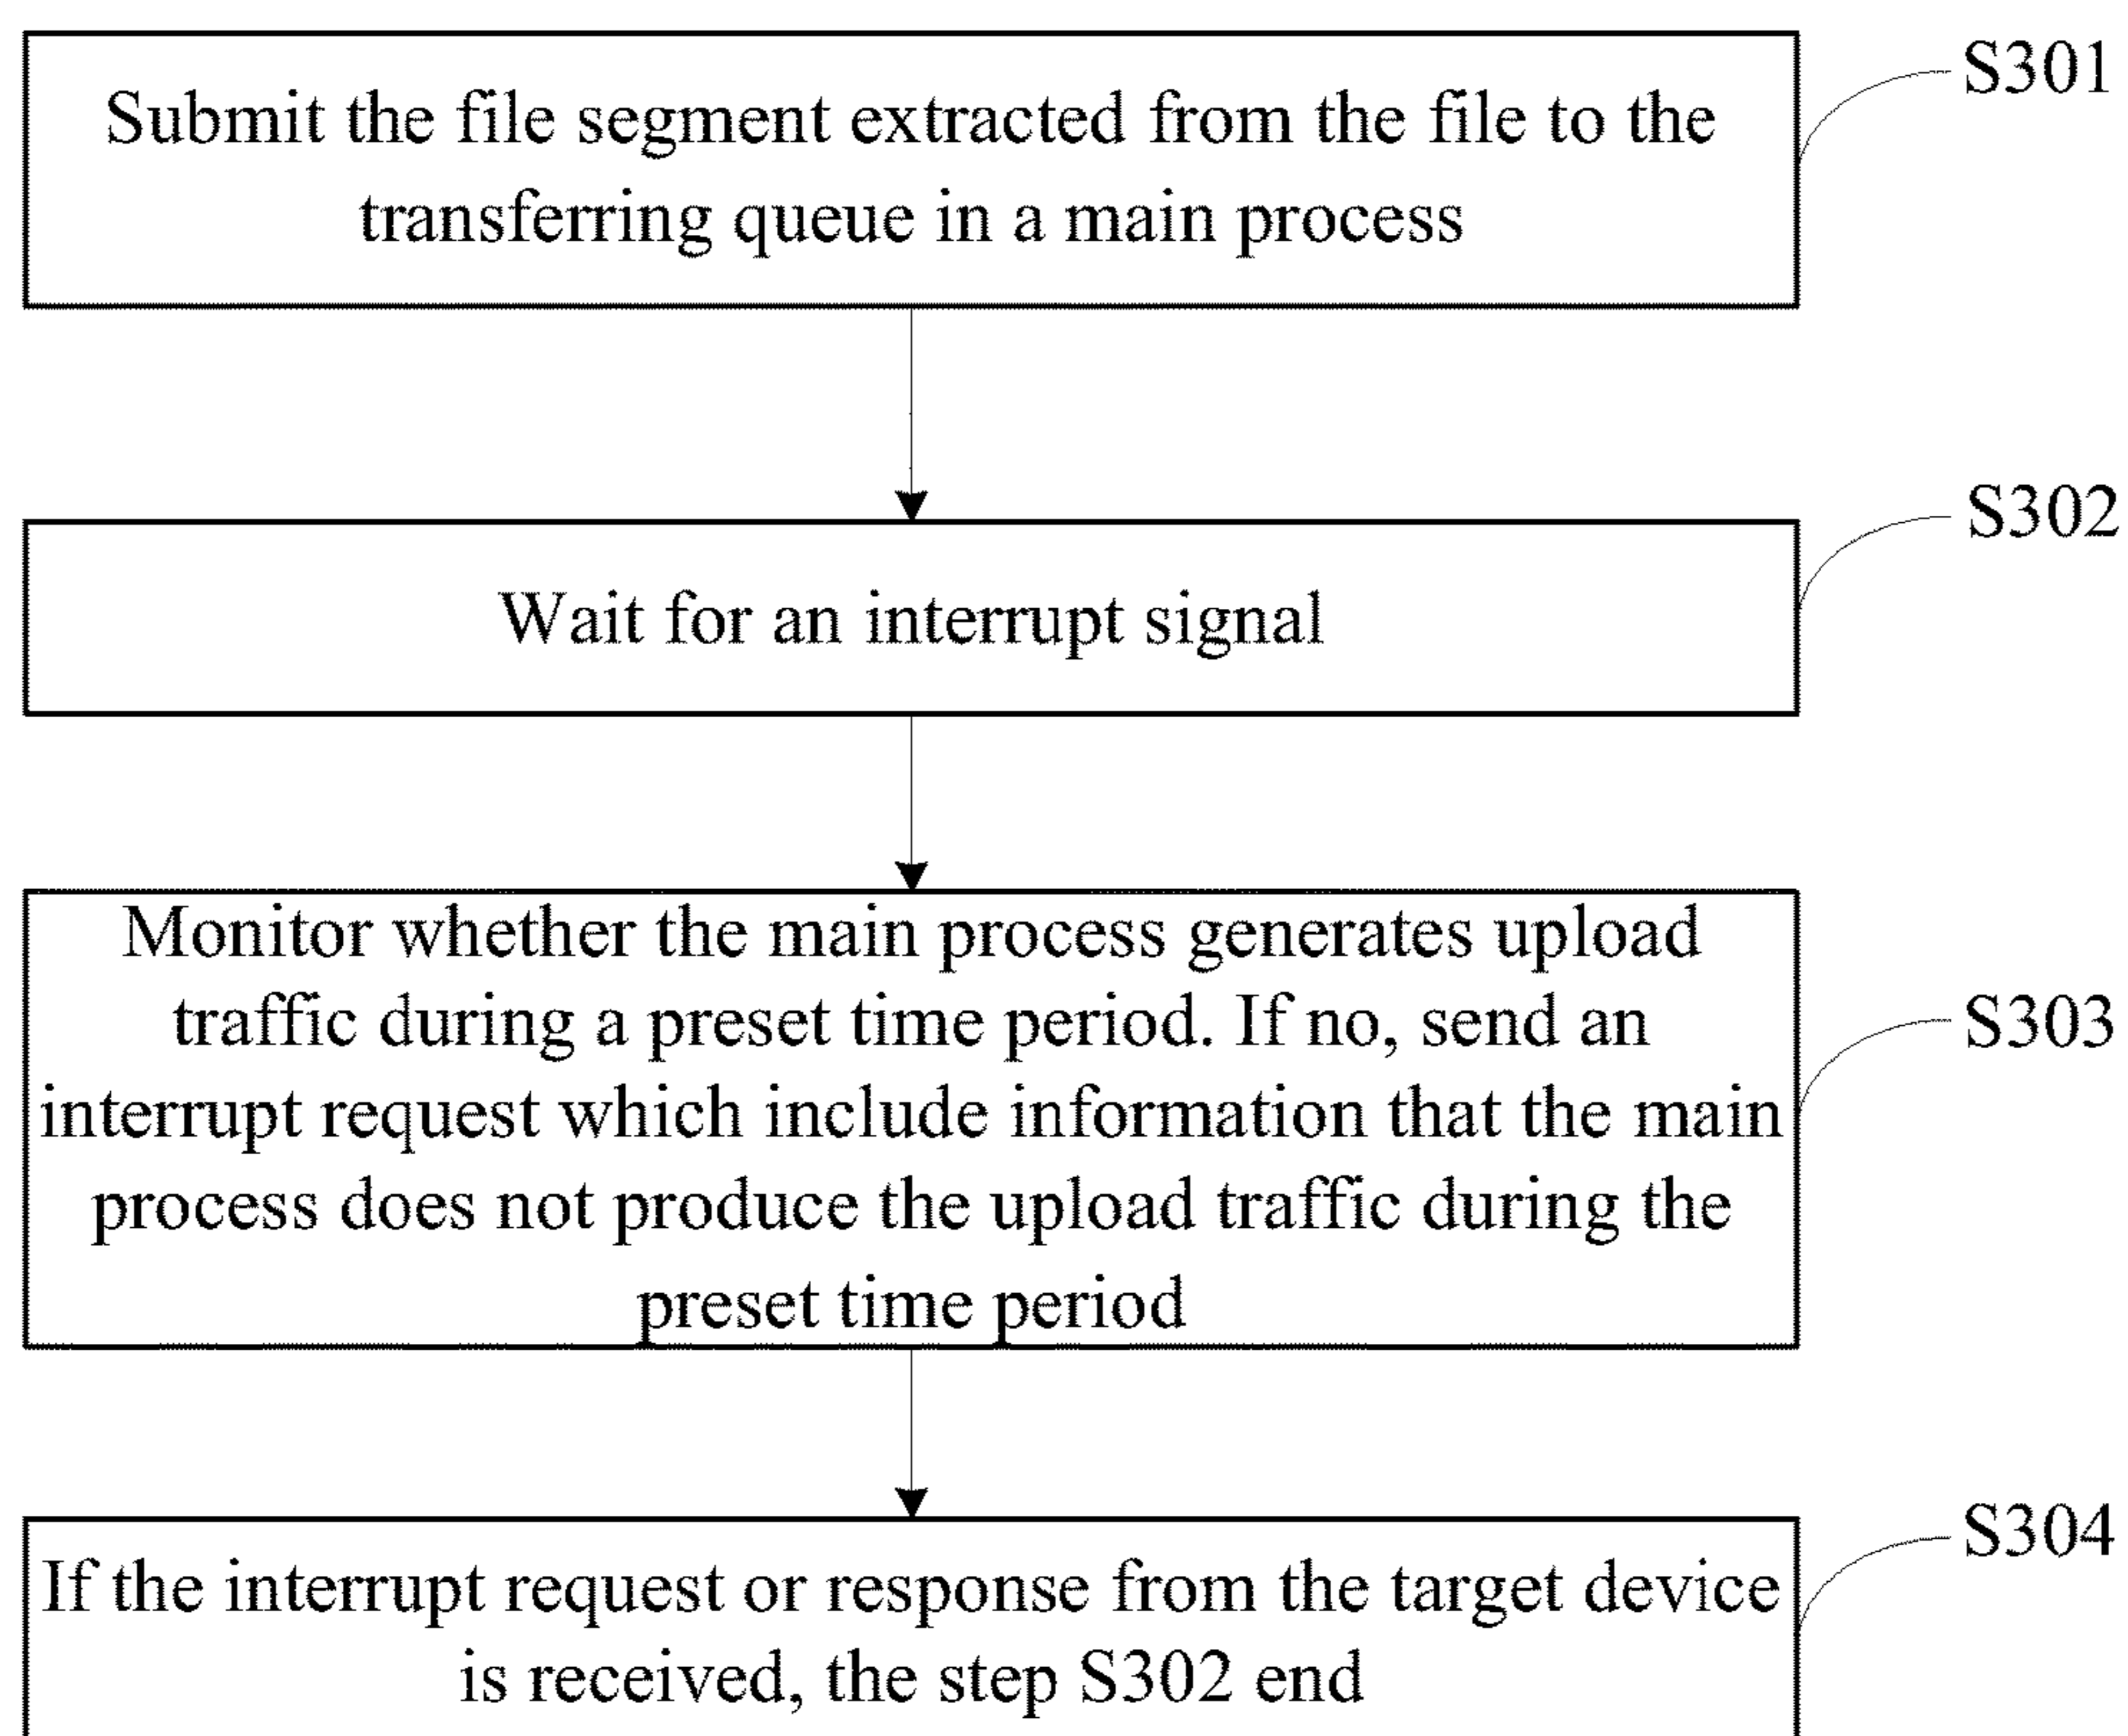 Submit the file segment extracted from the file to the
transferring queue in a main process
S301
Wait for an interrupt signal
S302
Monitor whether the main process generates upload
traffic during a preset time period. If no, send an
interrupt request which include information that the main
process does not produce the upload traffic during the
preset time period
S303
If the interrupt request or response from the target device
is received, the step S302 end
S304